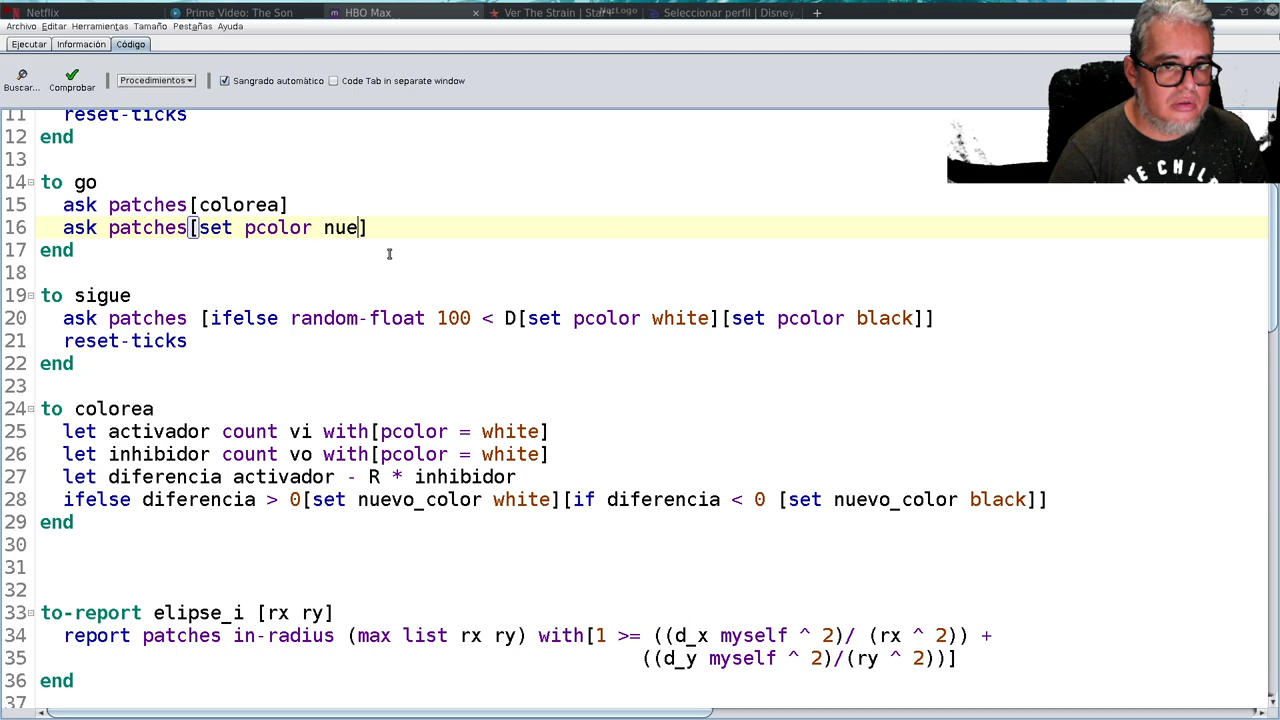 Netflix
Prime Video: The Son
HBO Max
×
Ver The Strain | Star+
NetLogo
Seleccionar perfil | Disney
+
Archivo Editar Herramientas Tamaño Pestañas Ayuda
Ejecutar Información Código
Buscar... Comprobar Procedimientos Sangrado automático Code Tab in separate window
11 reset-ticks
12 end
13
14 to go
15 ask patches[colorea]
16 ask patches[set pcolor nue]
17 end
18
19 to sigue
20 ask patches [ifelse random-float 100 < D[set pcolor white][set pcolor black]]
21 reset-ticks
22 end
23
24 to colorea
25 let activador count vi with[pcolor = white]
26 let inhibidor count vo with[pcolor = white]
27 let diferencia activador - R * inhibidor
28 ifelse diferencia > 0[set nuevo_color white][if diferencia < 0 [set nuevo_color black]]
29 end
30
31
32
33 to-report elipse_i [rx ry]
34 report patches in-radius (max list rx ry) with[1 >= ((d_x myself ^ 2)/ (rx ^ 2)) +
35 ((d_y myself ^ 2)/(ry ^ 2))]
36 end
37